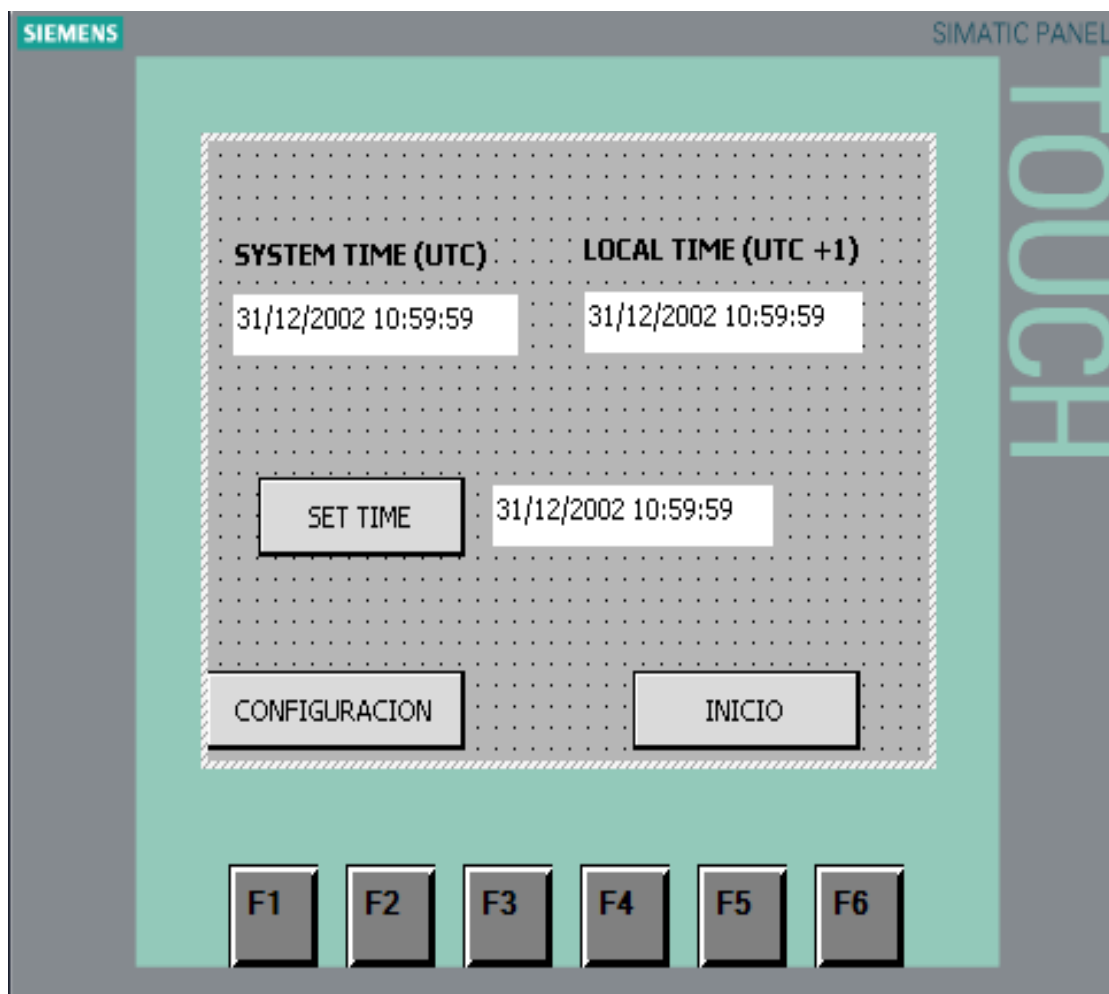 SIEMENS
SIMATIC PANEL
TOUCH
SYSTEM TIME (UTC)
LOCAL TIME (UTC +1)
31/12/2002 10:59:59
31/12/2002 10:59:59
SET TIME
31/12/2002 10:59:59
CONFIGURACION
INICIO
F1
F2
F3
F4
F5
F6